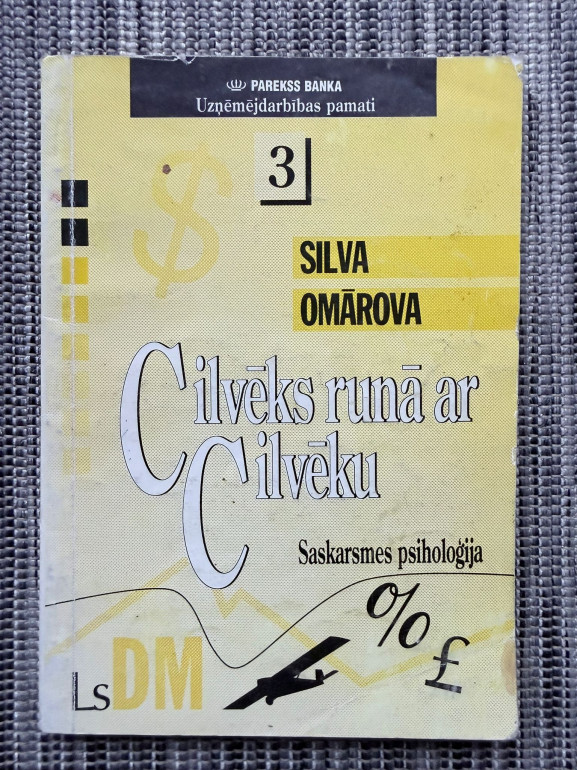 PAREKSS BANKA
Uzņēmējdarbības pamati
3
$
SILVA
OMĀROVA
Cilvēks runā ar
Cilvēku
Saskarsmes psiholoģija
%
£
Ls DM